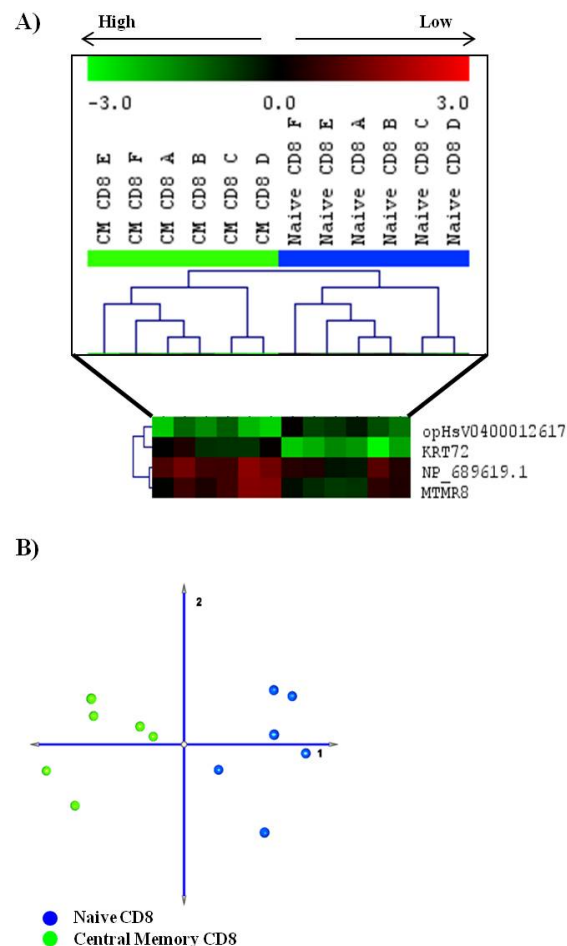 A)
High Low
-3.0 0.0 3.0
CM CD8 E
CM CD8 F
CM CD8 A
CM CD8 B
CM CD8 C
CM CD8 D
Naive CD8 F
Naive CD8 E
Naive CD8 A
Naive CD8 B
Naive CD8 C
Naive CD8 D
opHsV0400012617
KRT72
NP_689619.1
MTMR8
B)
2
1
Naive CD8
Central Memory CD8